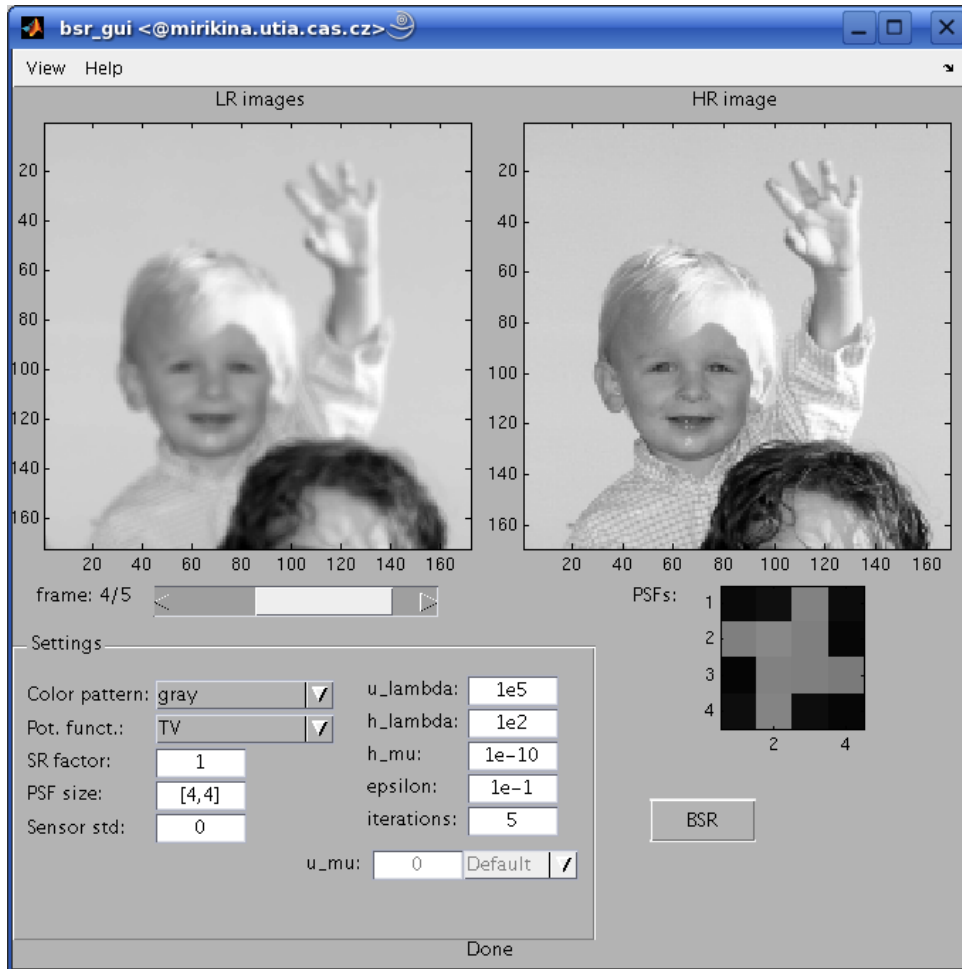 bsr_gui <@mirikina.utia.cas.cz>
View Help
LR images
HR image
20 40 60 80 100 120 140 160
20 40 60 80 100 120 140 160
20 40 60 80 100 120 140 160
20 40 60 80 100 120 140 160
frame: 4/5
PSFs:
1
2
3
4
2 4
Settings
Color pattern: gray
Pot. funct.: TV
SR factor: 1
PSF size: [4,4]
Sensor std: 0
u_lambda: 1e5
h_lambda: 1e2
h_mu: 1e-10
epsilon: 1e-1
iterations: 5
u_mu: 0 Default
BSR
Done